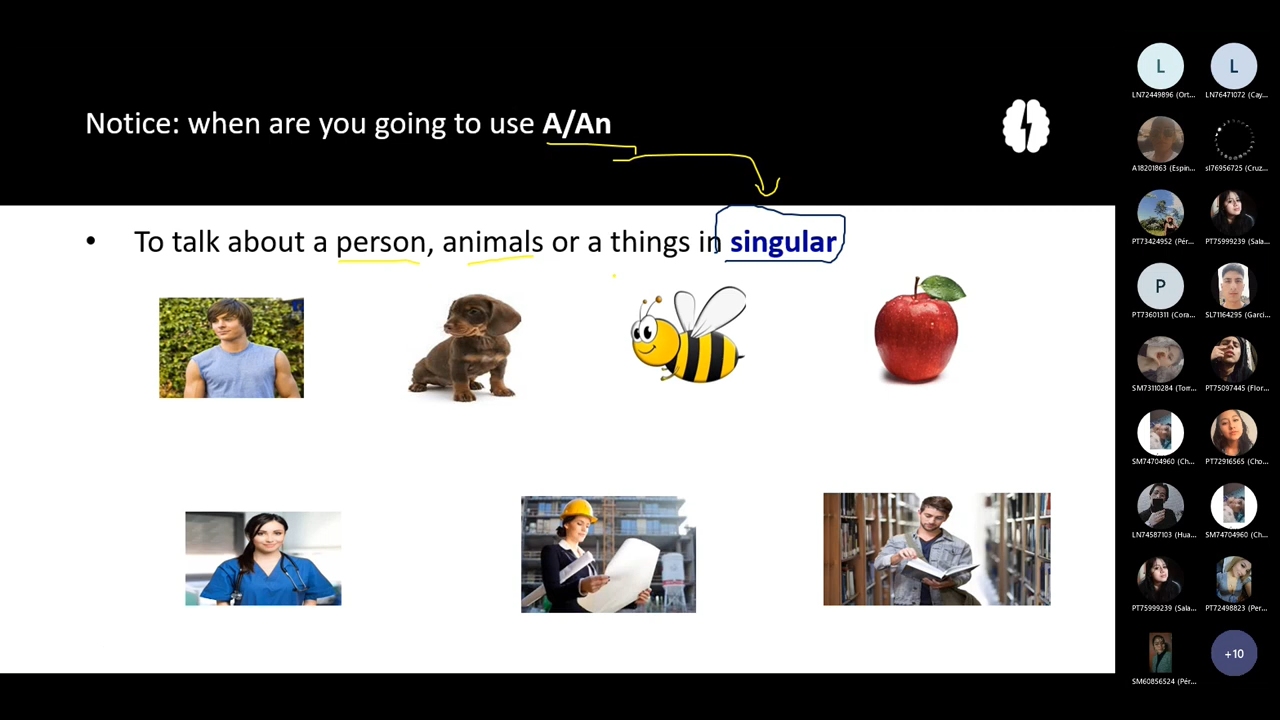 Notice: when are you going to use A/An
• To talk about a person, animals or a things in singular
L
L
LN72449896 (Ort...
LN76471072 (Cay...
A18201863 (Espin...
sl76956725 (Cruz...
PT73424952 (Pér...
PT75999239 (Sala...
P
PT73601311 (Cora...
SL71164295 (Garcí...
SM73110284 (Torr...
PT75097445 (Flor...
SM74704960 (Ch...
PT72916565 (Cho...
LN74587103 (Hua...
SM74704960 (Ch...
PT75999239 (Sala...
PT72498823 (Per...
+10
SM60856524 (Pér...